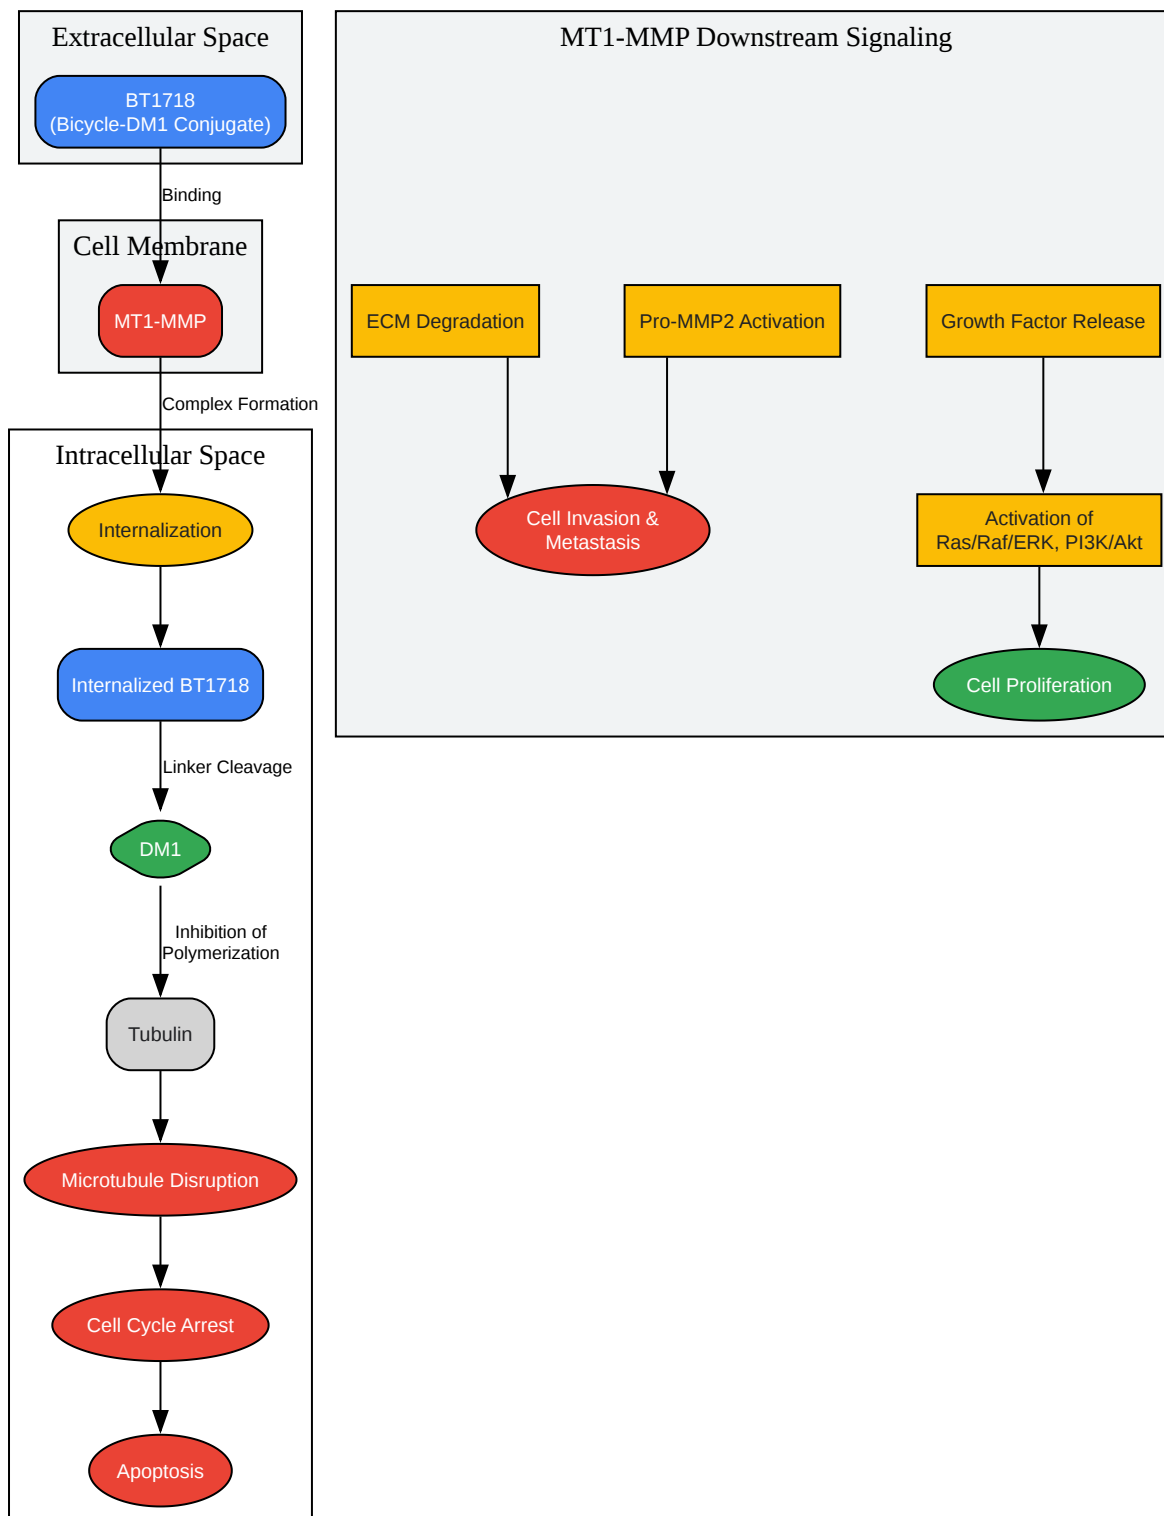 Extracellular Space
BT1718
(Bicycle-DM1 Conjugate)
Binding
Cell Membrane
MT1-MMP
Complex Formation
Intracellular Space
Internalization
Internalized BT1718
Linker Cleavage
DM1
Inhibition of
Polymerization
Tubulin
Microtubule Disruption
Cell Cycle Arrest
Apoptosis
MT1-MMP Downstream Signaling
ECM Degradation
Pro-MMP2 Activation
Growth Factor Release
Cell Invasion &
Metastasis
Activation of
Ras/Raf/ERK, PI3K/Akt
Cell Proliferation